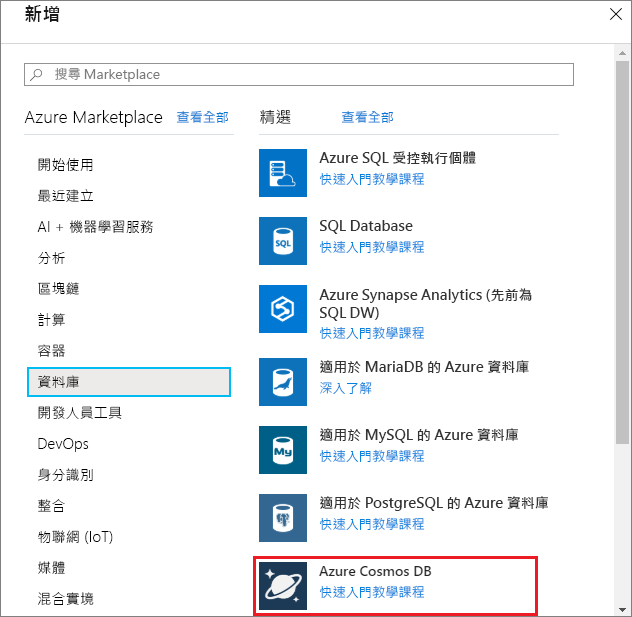 新增
搜尋 Marketplace
Azure Marketplace
查看全部
開始使用
最近建立
AI + 機器學習服務
分析
區塊鏈
計算
容器
資料庫
開發人員工具
DevOps
身分識別
整合
物聯網 (IoT)
媒體
混合實境
精選
查看全部
Azure SQL 受控執行個體
快速入門教學課程
SQL
SQL Database
快速入門教學課程
Azure Synapse Analytics (先前為
SQL DW)
快速入門教學課程
適用於 MariaDB 的 Azure 資料庫
深入了解
My
適用於 MySQL 的 Azure 資料庫
快速入門教學課程
適用於 PostgreSQL 的 Azure 資料庫
快速入門教學課程
Azure Cosmos DB
快速入門教學課程